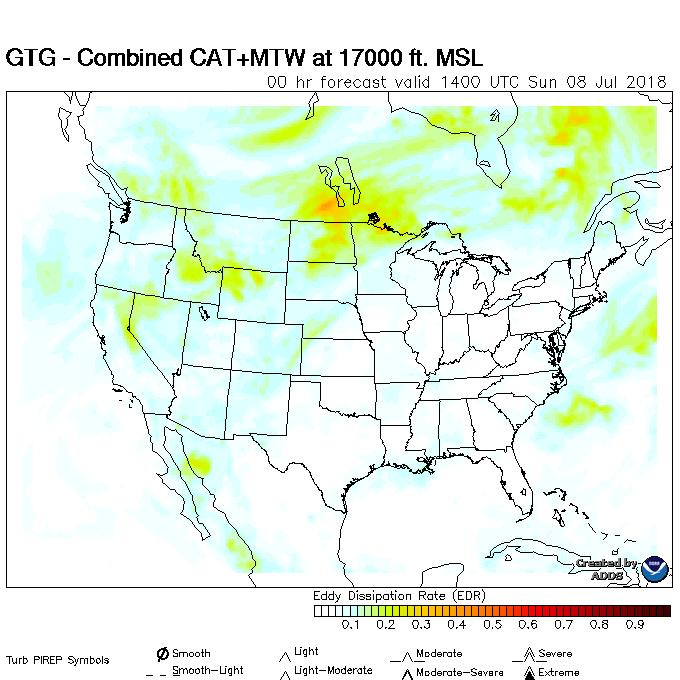 GTG - Combined CAT+MTW at 17000 ft. MSL
00 hr forecast valid 1400 UTC Sun 08 Jul 2018
Created by
ADDS
Eddy Dissipation Rate (EDR)
0.1 0.2 0.3 0.4 0.5 0.6 0.7 0.8 0.9
Turb PIREP Symbols
Smooth Light Moderate Severe
Smooth-Light Light-Moderate Moderate-Severe Extreme